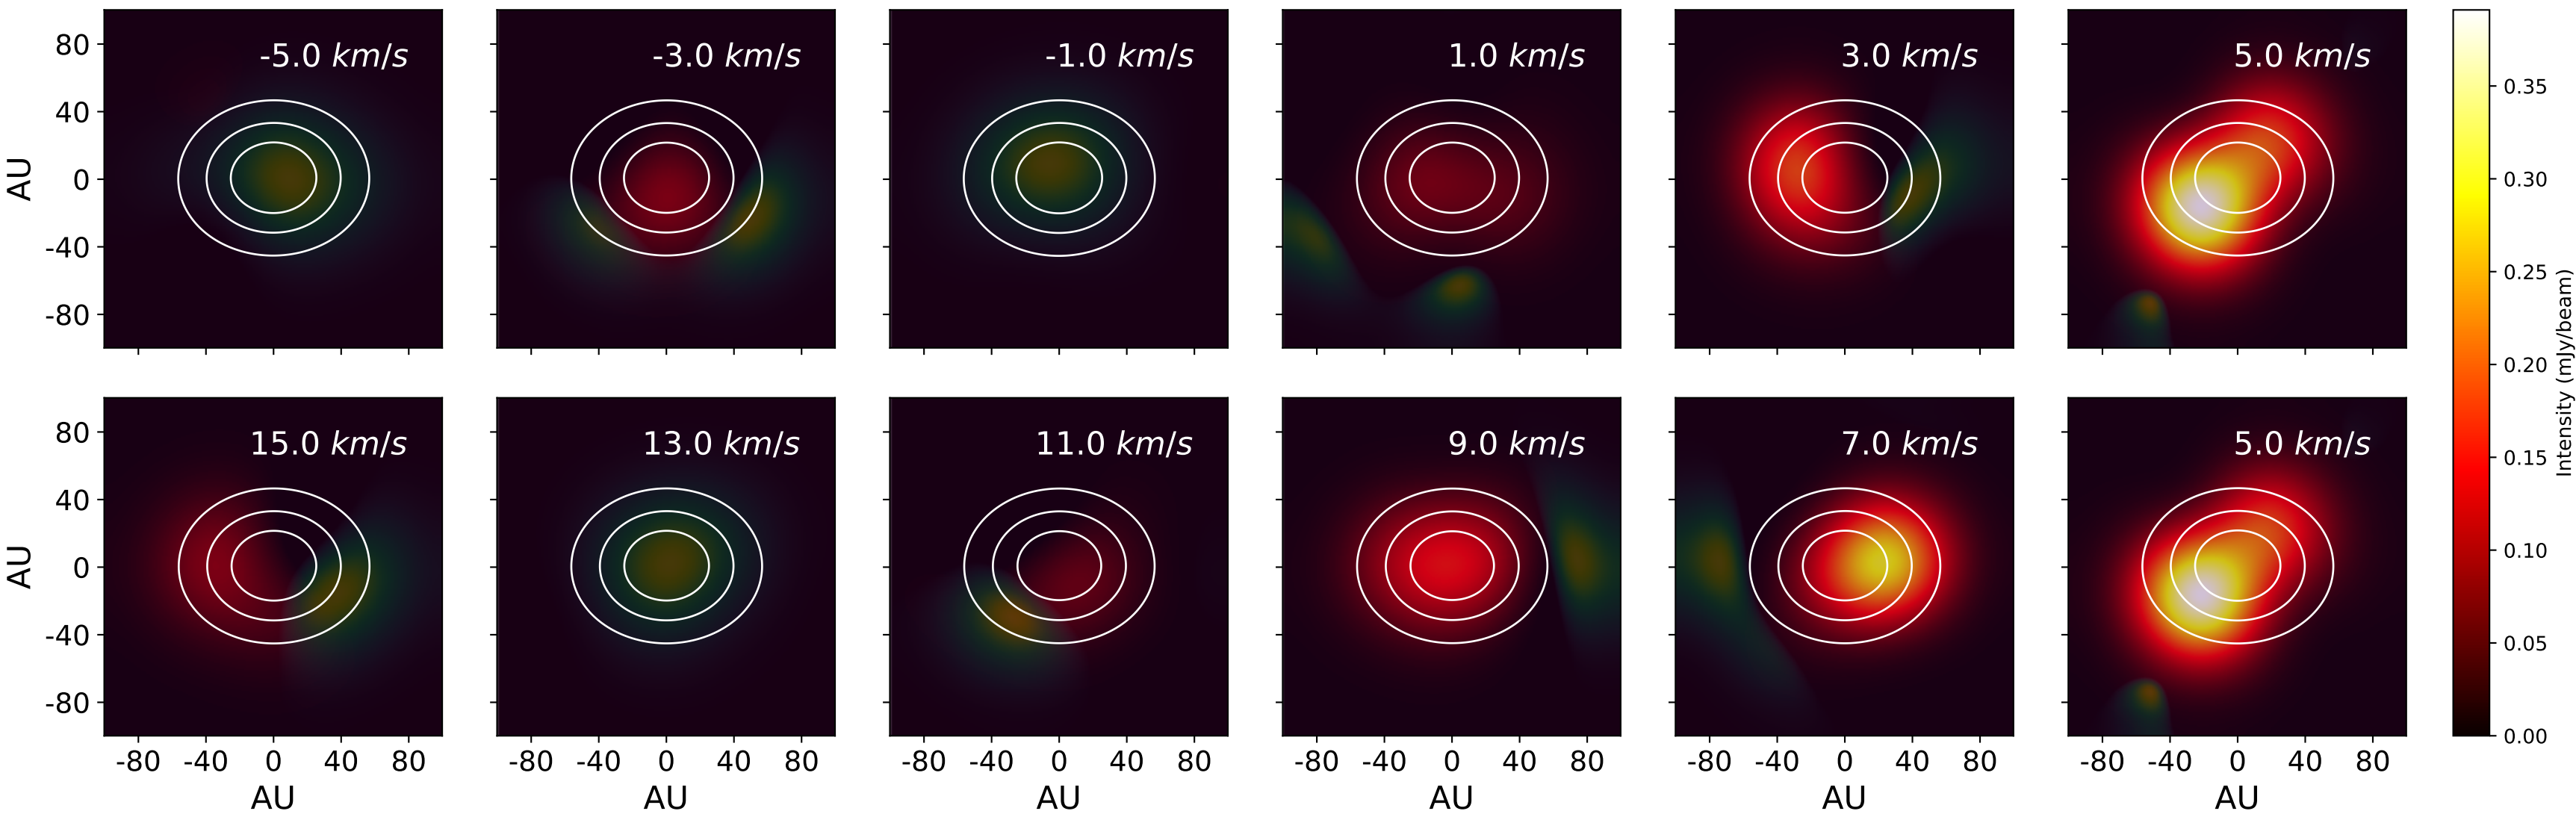 -5.0 km/s
-3.0 km/s
-1.0 km/s
1.0 km/s
3.0 km/s
5.0 km/s
80
40
0
-40
-80
AU
-80 -40 0 40 80
AU
15.0 km/s
13.0 km/s
11.0 km/s
9.0 km/s
7.0 km/s
5.0 km/s
80
40
0
-40
-80
AU
-80 -40 0 40 80
AU
-80 -40 0 40 80
AU
-80 -40 0 40 80
AU
-80 -40 0 40 80
AU
-80 -40 0 40 80
AU
0.35
0.30
0.25
0.20
0.15
0.10
0.05
0.00
Intensity (mJy/beam)